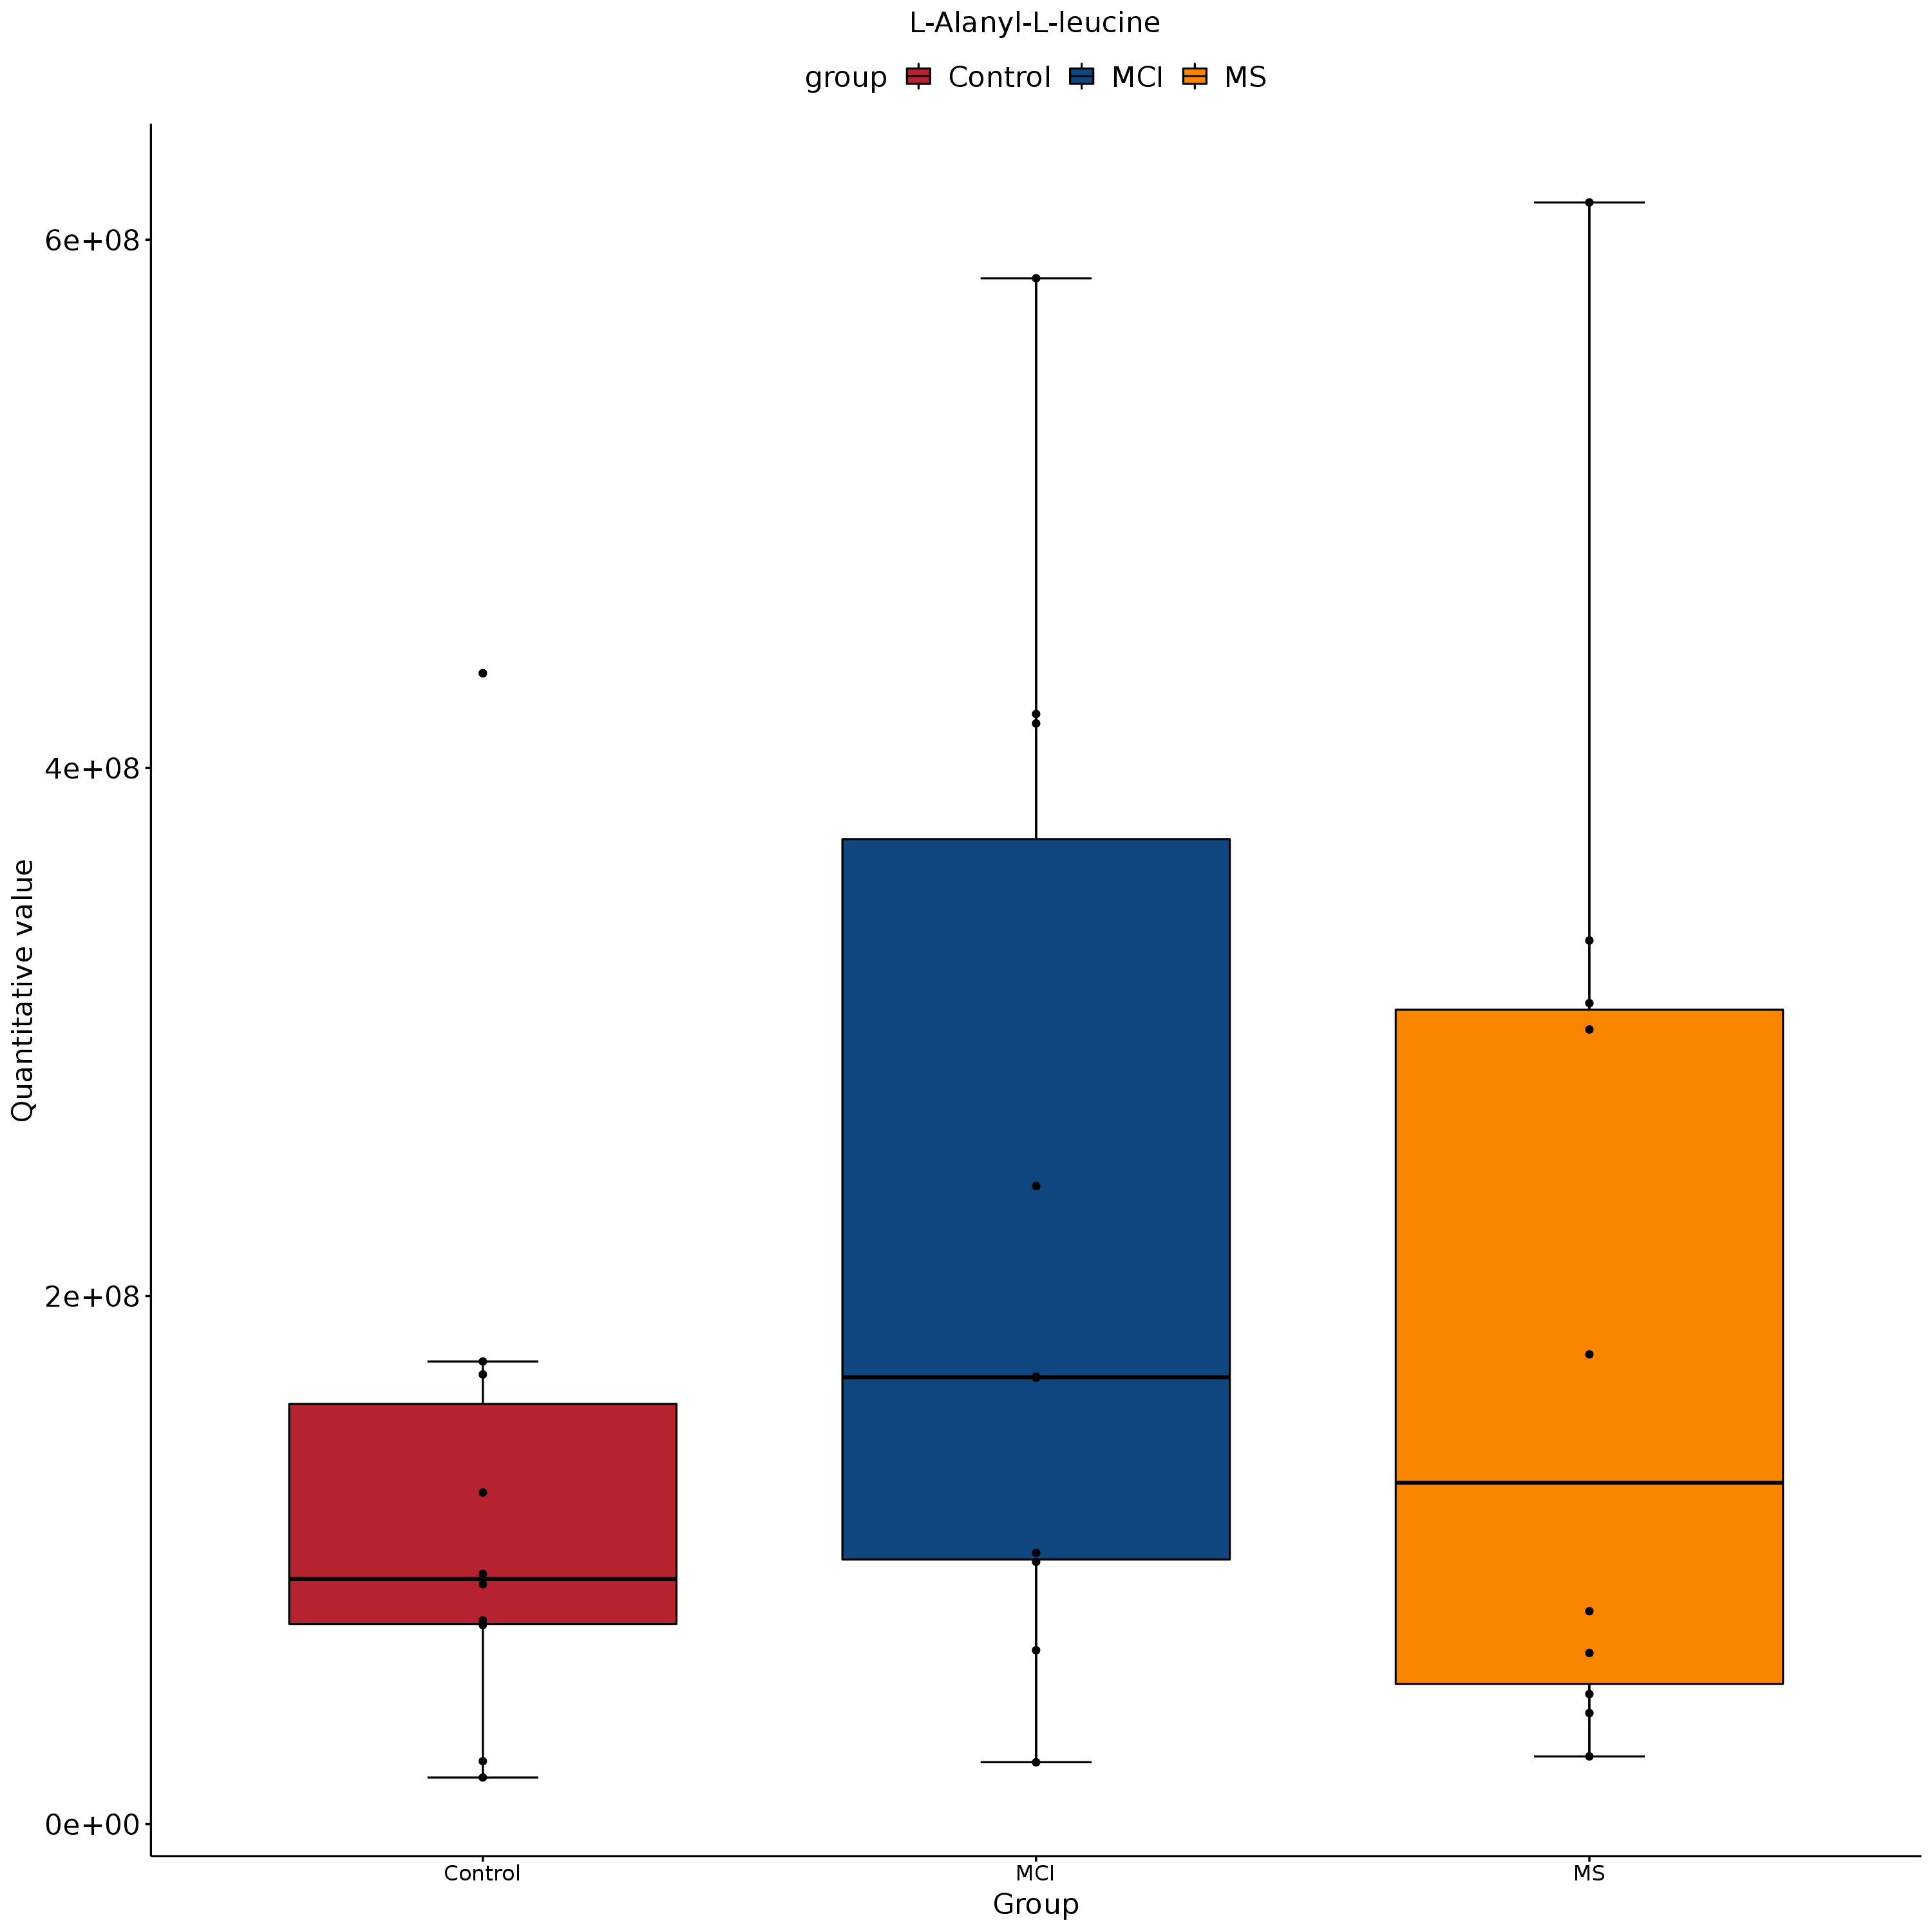 L-Alanyl-L-leucine
group Control MCI MS
Quantitative value
6e+08
4e+08
2e+08
0e+00
Control MCI MS
Group